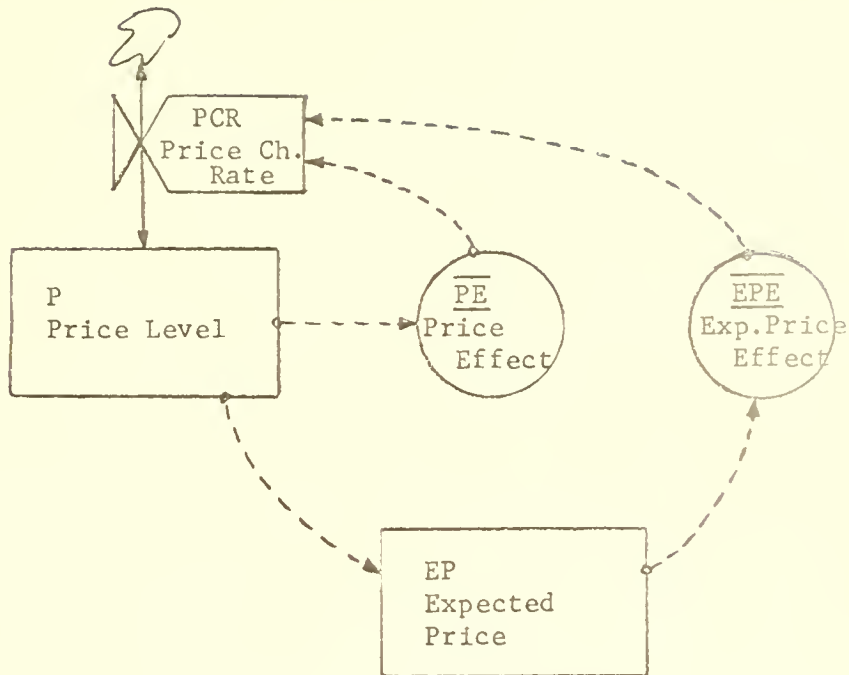 PCR
Price Ch.
Rate
P
Price Level
PE
Price
Effect
EPE
Exp.Price
Effect
EP
Expected
Price